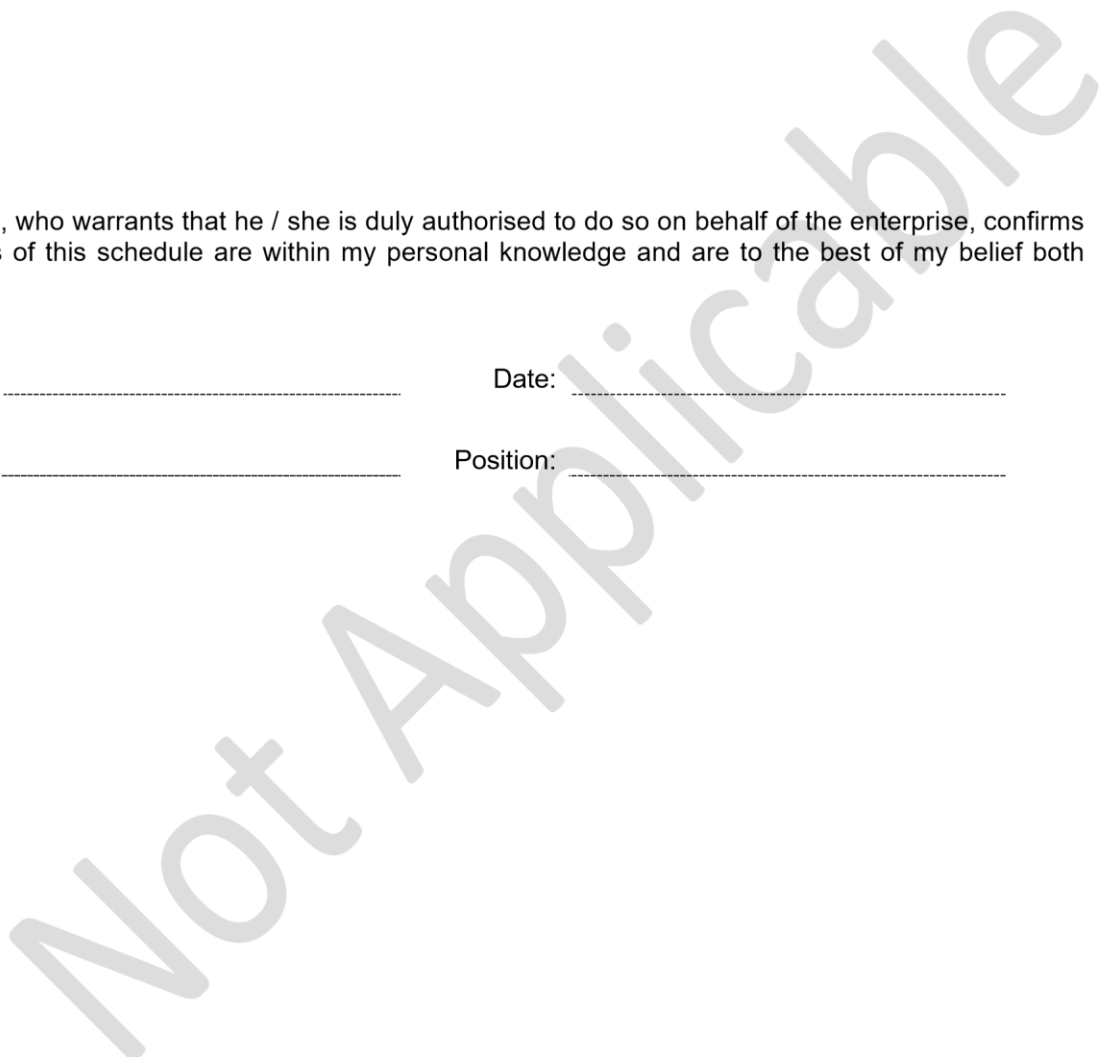 , who warrants that he / she is duly authorised to do so on behalf of the enterprise, confirms
of this schedule are within my personal knowledge and are to the best of my belief both
Date:
Position:
Not Applicable